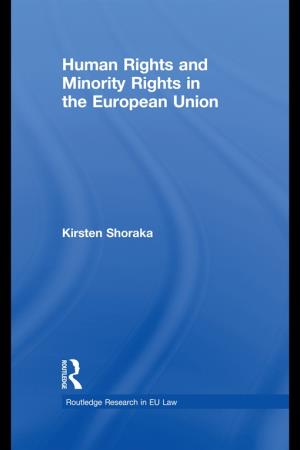 Human Rights and
Minority Rights in
the European Union
Kirsten Shoraka
ROUTLEDGE
Routledge Research in EU Law